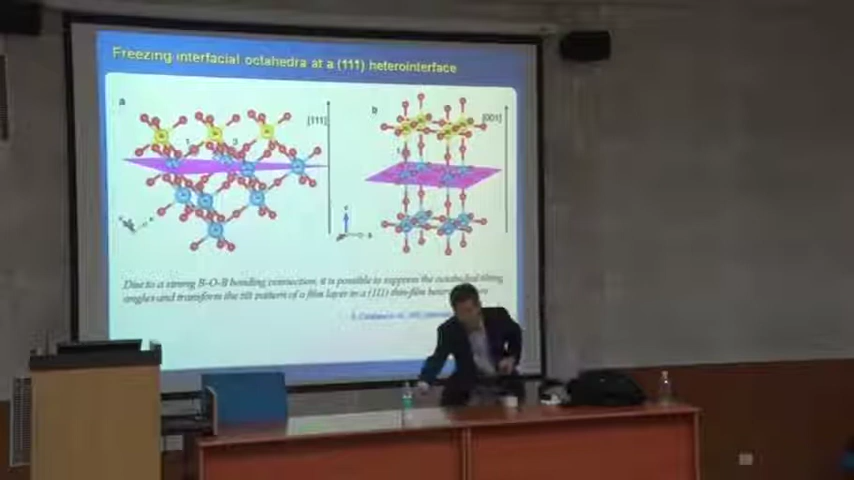 Freezing interfacial octahedra at a (111) heterointerface
a
b
[111]
[001]
Due to a strong B-O-B bonding connection, it is possible to suppress the octahedral tilting
angles and transform the tilt pattern of a film layer in a (111) thin-film